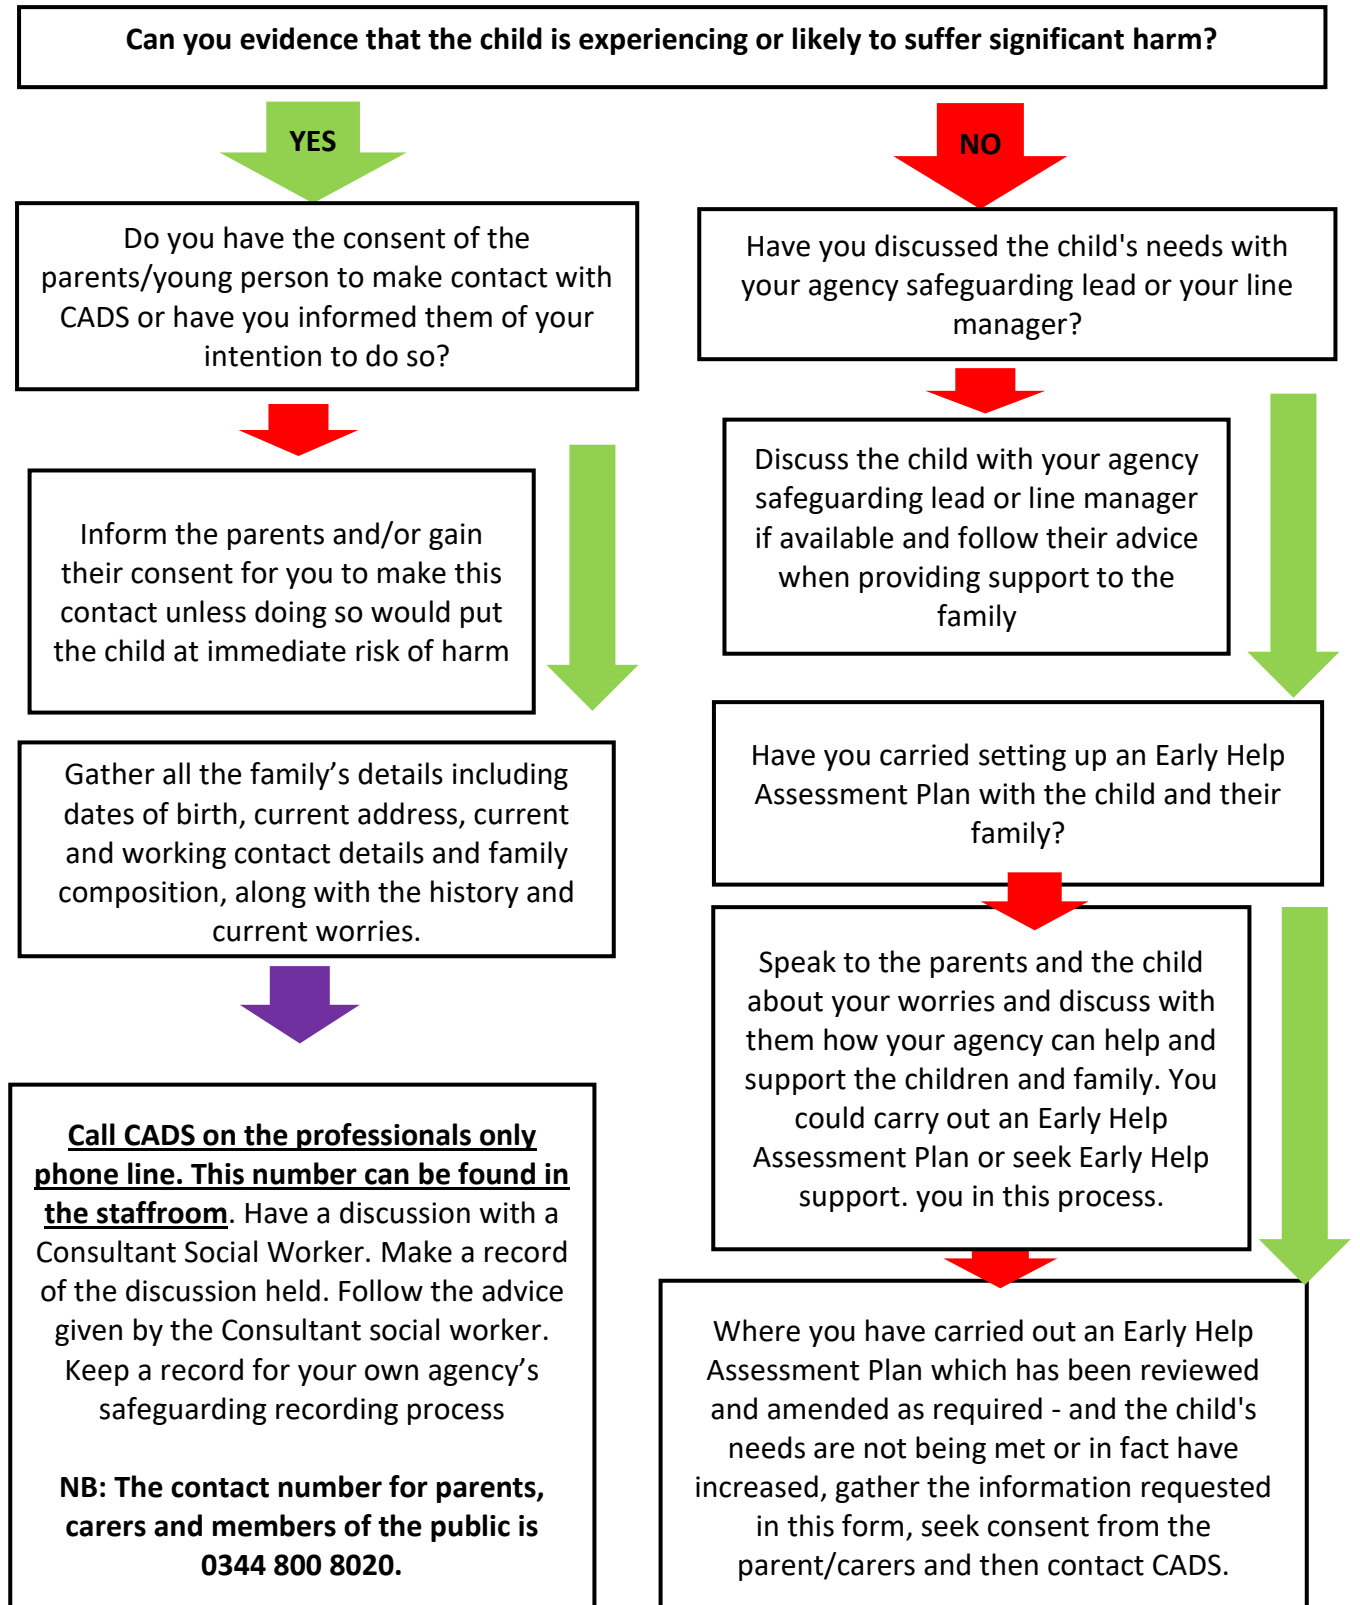 Can you evidence that the child is experiencing or likely to suffer significant harm?
YES
Do you have the consent of the
parents/young person to make contact with
CADS or have you informed them of your
intention to do so?
Inform the parents and/or gain
their consent for you to make this
contact unless doing so would put
the child at immediate risk of harm
Gather all the family’s details including
dates of birth, current address, current
and working contact details and family
composition, along with the history and
current worries.
Call CADS on the professionals only
phone line. This number can be found in
the staffroom. Have a discussion with a
Consultant Social Worker. Make a record
of the discussion held. Follow the advice
given by the Consultant social worker.
Keep a record for your own agency’s
safeguarding recording process
NB: The contact number for parents,
carers and members of the public is
0344 800 8020.
NO
Have you discussed the child's needs with
your agency safeguarding lead or your line
manager?
Discuss the child with your agency
safeguarding lead or line manager
if available and follow their advice
when providing support to the
family
Have you carried setting up an Early Help
Assessment Plan with the child and their
family?
Speak to the parents and the child
about your worries and discuss with
them how your agency can help and
support the children and family. You
could carry out an Early Help
Assessment Plan or seek Early Help
support. you in this process.
Where you have carried out an Early Help
Assessment Plan which has been reviewed
and amended as required - and the child's
needs are not being met or in fact have
increased, gather the information requested
in this form, seek consent from the
parent/carers and then contact CADS.